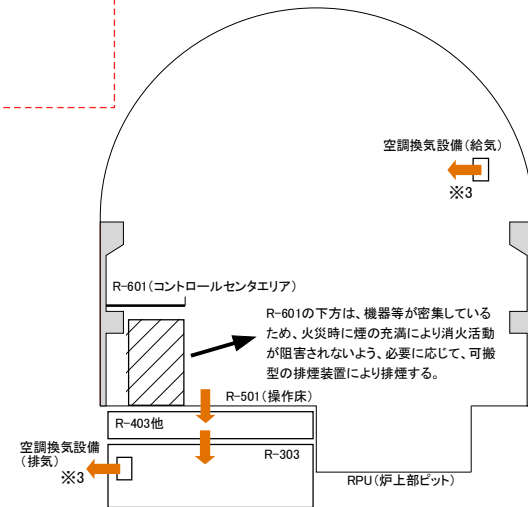 空調換気設備(給気)
※3
R-601(コントロールセンタエリア)
R-601の下方は、機器等が密集している
ため、火災時に煙の充満により消火活動
が阻害されないよう、必要に応じて、可搬
型の排煙装置により排煙する。
R-501(操作床)
R-403他
空調換気設備
(排気)
※3
R-303
RPU(炉上部ピット)